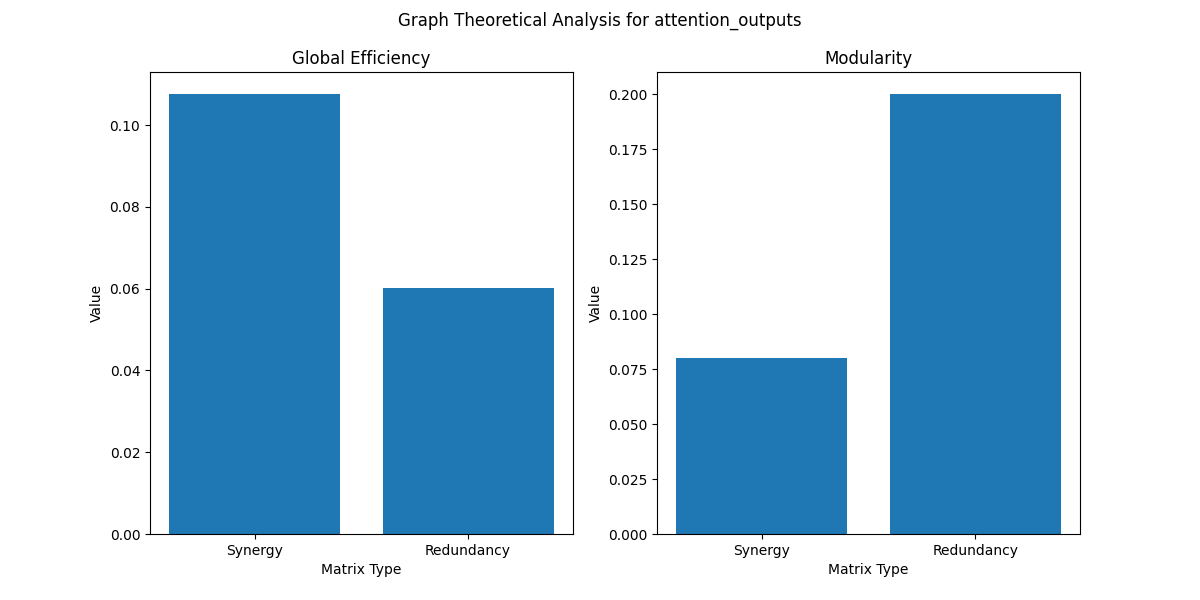 Graph Theoretical Analysis for attention_outputs
Global Efficiency
0.10
0.08
0.06
0.04
0.02
0.00
Value
Synergy
Redundancy
Matrix Type
Modularity
0.200
0.175
0.150
0.125
0.100
0.075
0.050
0.025
0.000
Value
Synergy
Redundancy
Matrix Type